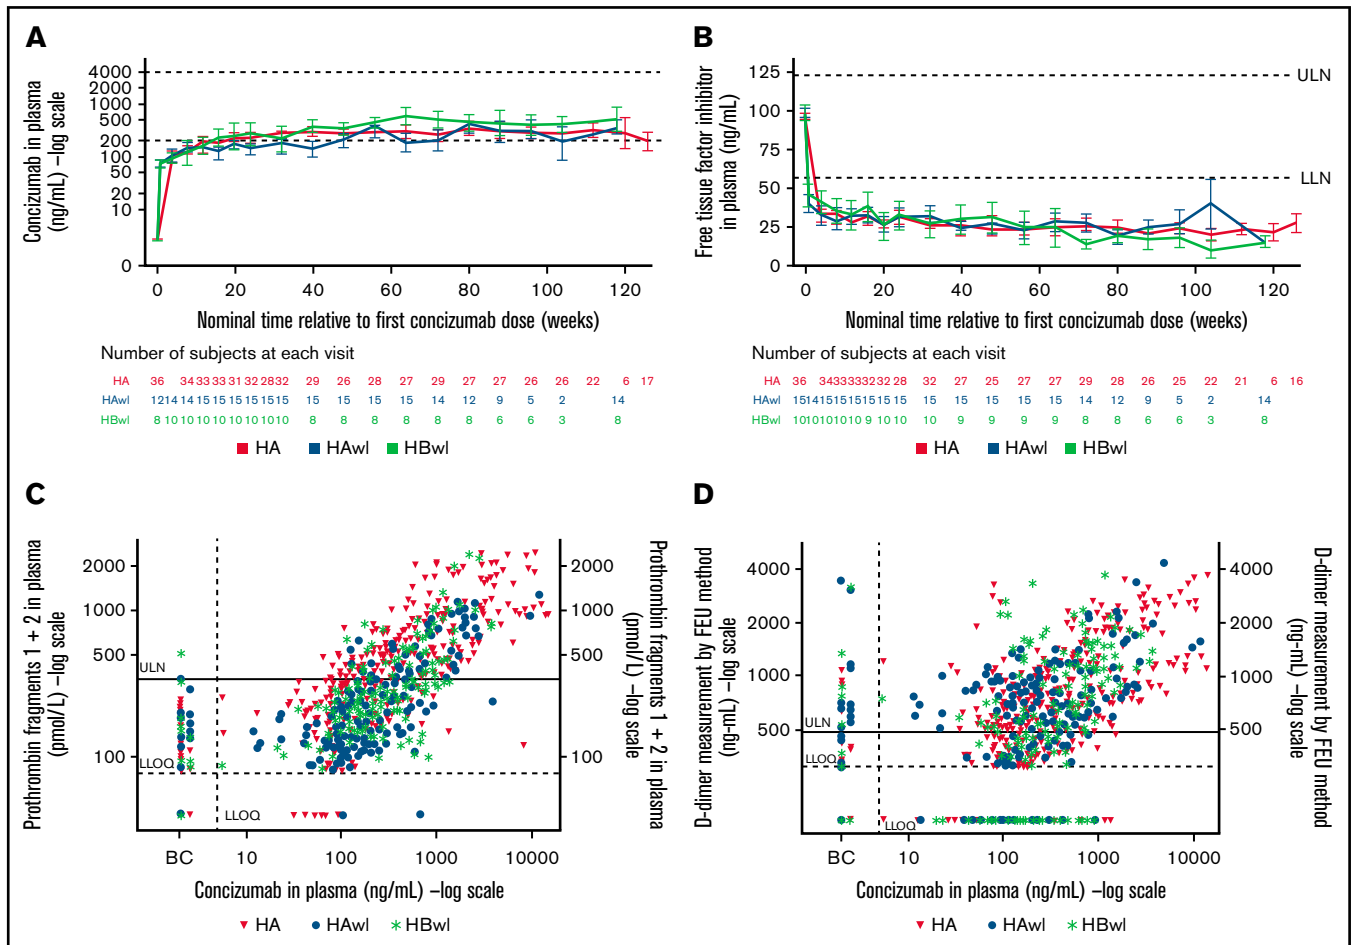 A
Concizumab in plasma
(ng/mL) –log scale
4000
2000
1000
500
200
100
50
20
10
0
0 20 40 60 80 100 120
Nominal time relative to first concizumab dose (weeks)
Number of subjects at each visit
HA 36 34 33 33 31 32 28 32 29 26 28 27 29 27 27 26 26 22 6 17
HAwl 12 14 14 15 15 15 15 15 15 15 15 15 15 14 12 9 5 2 14
HBwl 8 10 10 10 10 10 10 10 10 8 8 8 8 8 8 6 6 3 8
HA HAwl HBwl
B
Free tissue factor inhibitor
in plasma (ng/mL)
125
100
75
50
25
0
ULN
LLN
0 20 40 60 80 100 120
Nominal time relative to first concizumab dose (weeks)
Number of subjects at each visit
HA 36 34 33 33 32 32 28 32 27 25 27 27 29 28 26 25 22 21 6 16
HAwl 15 14 15 15 15 15 15 15 15 15 15 15 15 14 12 9 5 2 14
HBwl 10 10 10 10 10 9 10 10 10 9 9 9 9 8 8 6 6 3 8
HA HAwl HBwl
C
Prothrombin fragments 1 + 2 in plasma
(pmol/L) –log scale
2000
1000
500
100
ULN
LLOQ
LLOQ
2000
1000
500
100
Prothrombin fragments 1 + 2 in plasma
(pmol/L) –log scale
BC 10 100 1000 10000
Concizumab in plasma (ng/mL) –log scale
HA HAwl HBwl
D
D-dimer measurement by FEU method
(ng-mL) –log scale
4000
2000
1000
500
ULN
LLOQ
LLOQ
4000
2000
1000
500
D-dimer measurement by FEU method
(ng-mL) –log scale
BC 10 100 1000 10000
Concizumab in plasma (ng/mL) –log scale
HA HAwl HBwl